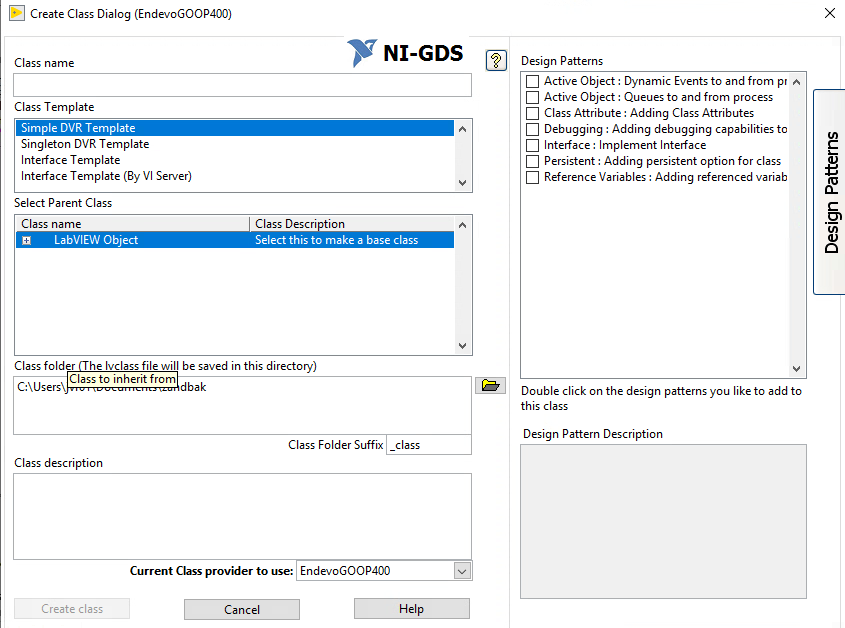 Create Class Dialog (EndevoGOOP400)
NI-GDS
?
Class name
Class Template
Simple DVR Template
Singleton DVR Template
Interface Template
Interface Template (By VI Server)
Select Parent Class
Class name Class Description
LabVIEW Object Select this to make a base class
Class folder (The lvclass file will be saved in this directory)
Class to inherit from
C:\Users\
Class Folder Suffix _class
Class description
Current Class provider to use: EndevoGOOP400
Create class Cancel Help
Design Patterns
Active Object : Dynamic Events to and from pr
Active Object : Queues to and from process
Class Attribute : Adding Class Attributes
Debugging : Adding debugging capabilities to
Interface : Implement Interface
Persistent : Adding persistent option for class
Reference Variables : Adding referenced variab
Double click on the design patterns you like to add to
this class
Design Pattern Description
Design Patterns